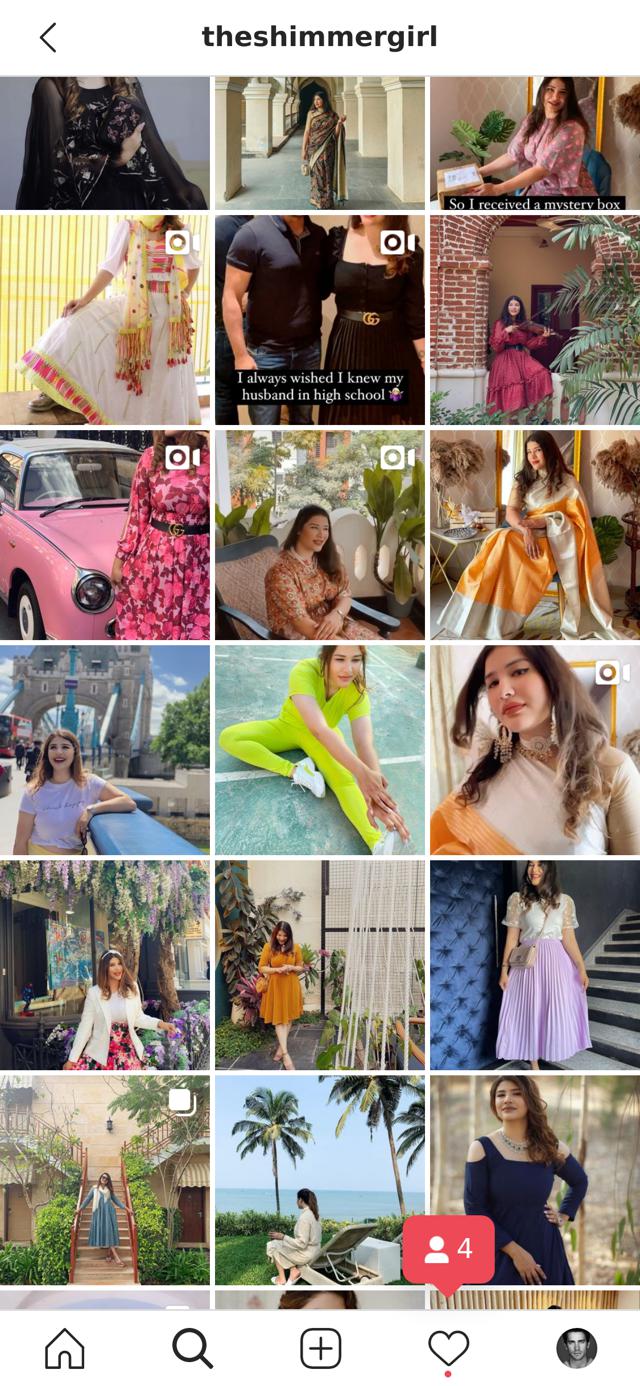 theshimmergirl
So I received a mystery box
I always wished I knew my
husband in high school 🤷‍♀️
4